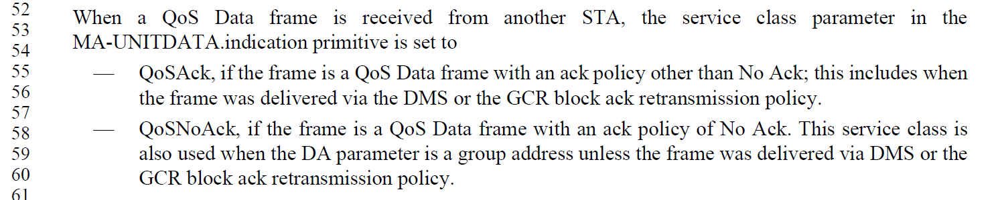 52
53
54
55
56
57
58
59
60
61
When a QoS Data frame is received from another STA, the service class parameter in the
MA-UNITDATA.indication primitive is set to
— QoSAck, if the frame is a QoS Data frame with an ack policy other than No Ack; this includes when
the frame was delivered via the DMS or the GCR block ack retransmission policy.
— QoSNoAck, if the frame is a QoS Data frame with an ack policy of No Ack. This service class is
also used when the DA parameter is a group address unless the frame was delivered via DMS or the
GCR block ack retransmission policy.